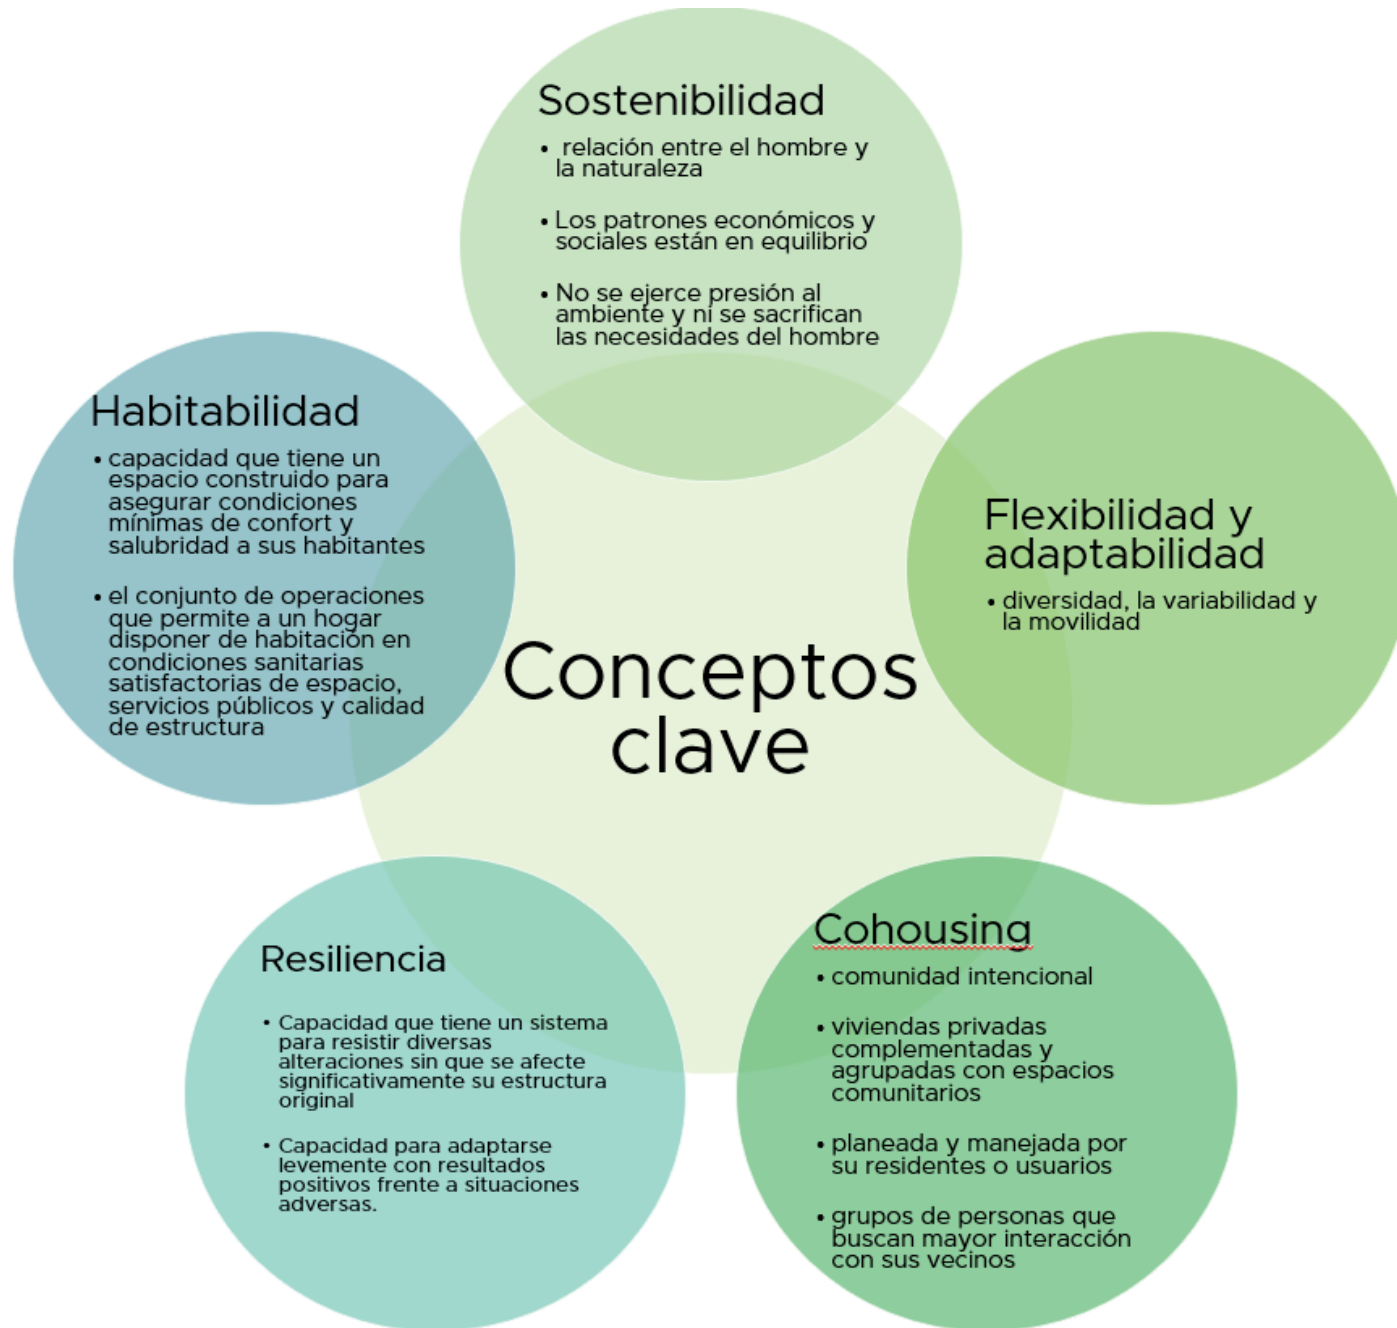 Sostenibilidad
• relación entre el hombre y
la naturaleza
• Los patrones económicos y
sociales están en equilibrio
• No se ejerce presión al
ambiente y ni se sacrifican
las necesidades del hombre
Habitabilidad
• capacidad que tiene un
espacio construido para
asegurar condiciones
mínimas de confort y
salubridad a sus habitantes
• el conjunto de operaciones
que permite a un hogar
disponer de habitación en
condiciones sanitarias
satisfactorias de espacio,
servicios públicos y calidad
de estructura
Flexibilidad y
adaptabilidad
• diversidad, la variabilidad y
la movilidad
Conceptos
clave
Resiliencia
• Capacidad que tiene un sistema
para resistir diversas
alteraciones sin que se afecte
significativamente su estructura
original
• Capacidad para adaptarse
levemente con resultados
positivos frente a situaciones
adversas.
Cohousing
• comunidad intencional
• viviendas privadas
complementadas y
agrupadas con espacios
comunitarios
• planeada y manejada por
su residentes o usuarios
• grupos de personas que
buscan mayor interacción
con sus vecinos